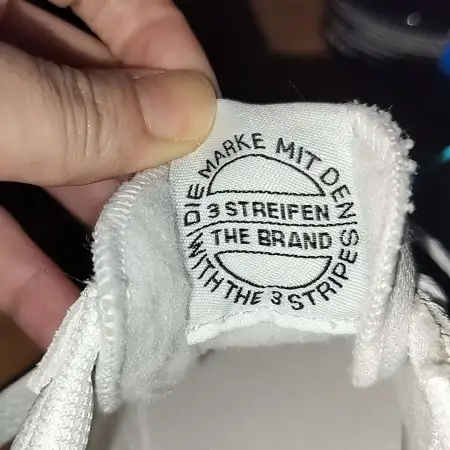 DIE MARKE MIT DEN
3 STREIFEN
THE BRAND
WITH THE 3 STRIPES